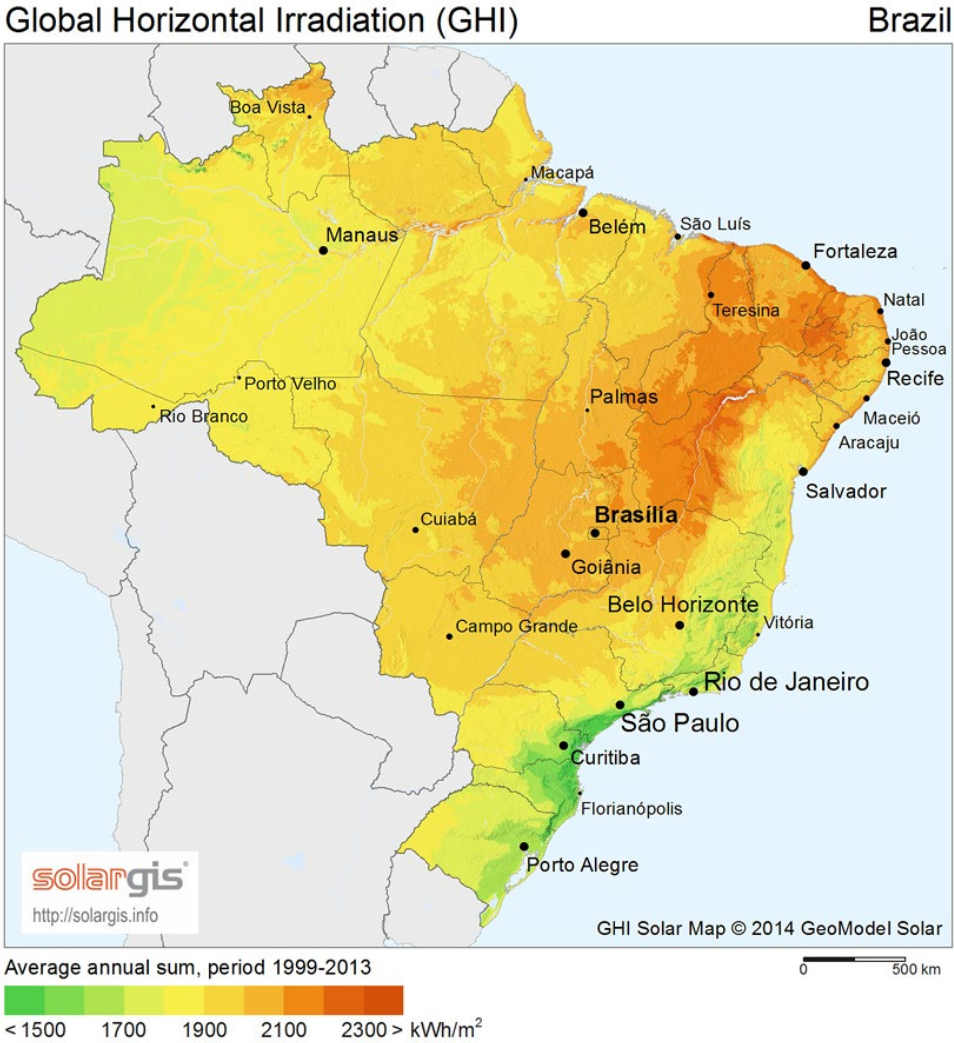 Global Horizontal Irradiation (GHI) Brazil
Boa Vista
Macapá
Belém
São Luís
Manaus
Fortaleza
Teresina
Natal
João
Pessoa
Recife
Porto Velho
Palmas
Rio Branco
Maceió
Aracaju
Salvador
Cuiabá
Brasília
Goiânia
Belo Horizonte
Vitória
Campo Grande
Rio de Janeiro
São Paulo
Curitiba
Florianópolis
Porto Alegre
solargis
http://solargis.info
GHI Solar Map © 2014 GeoModel Solar
Average annual sum, period 1999-2013
0 500 km
< 1500 1700 1900 2100 2300 > kWh/m²